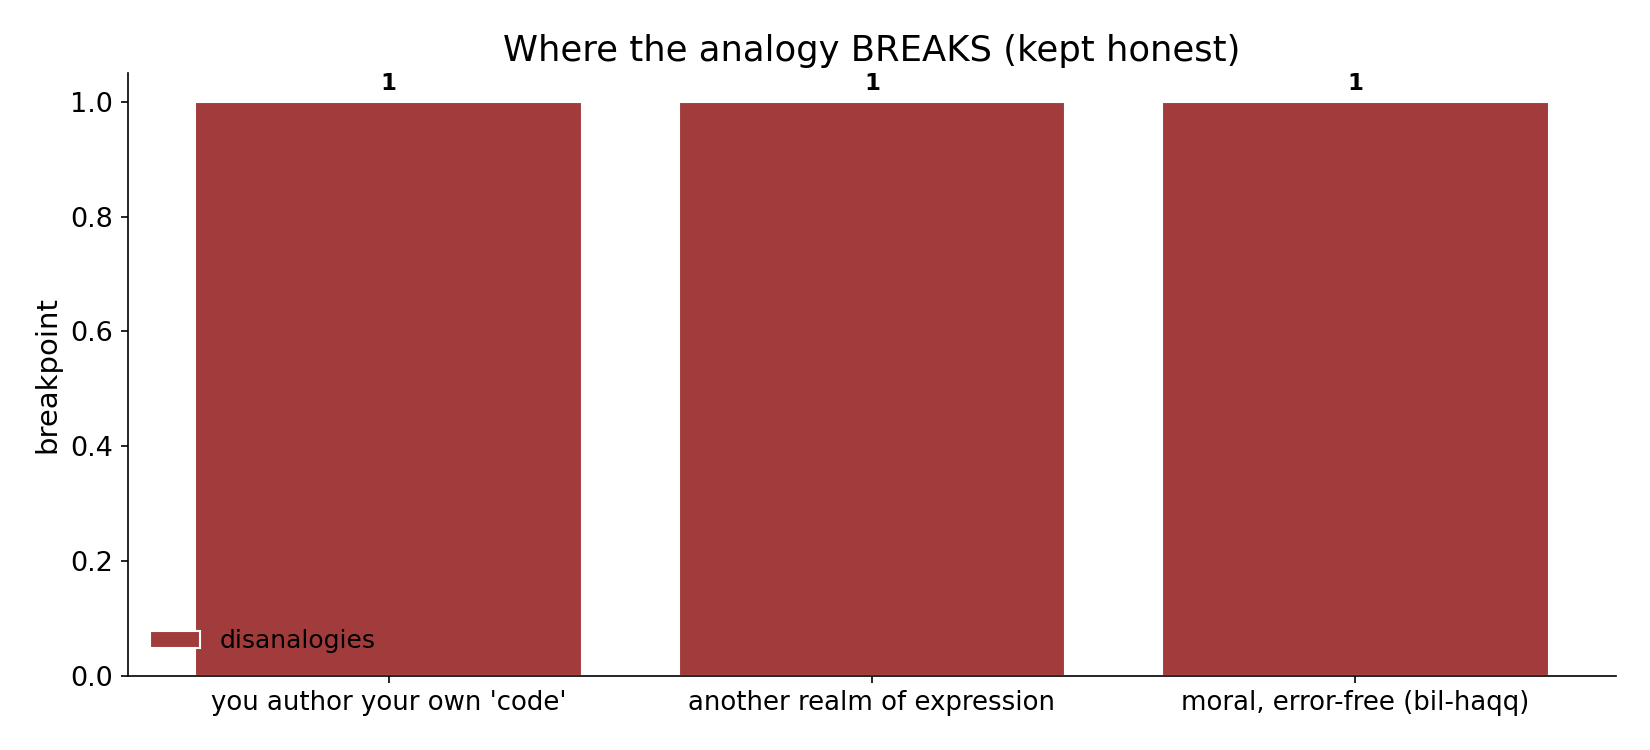 Where the analogy BREAKS (kept honest)
1 1 1
breakpoint
1.0
0.8
0.6
0.4
0.2
0.0
disanalogies
you author your own 'code' another realm of expression moral, error-free (bil-haqq)